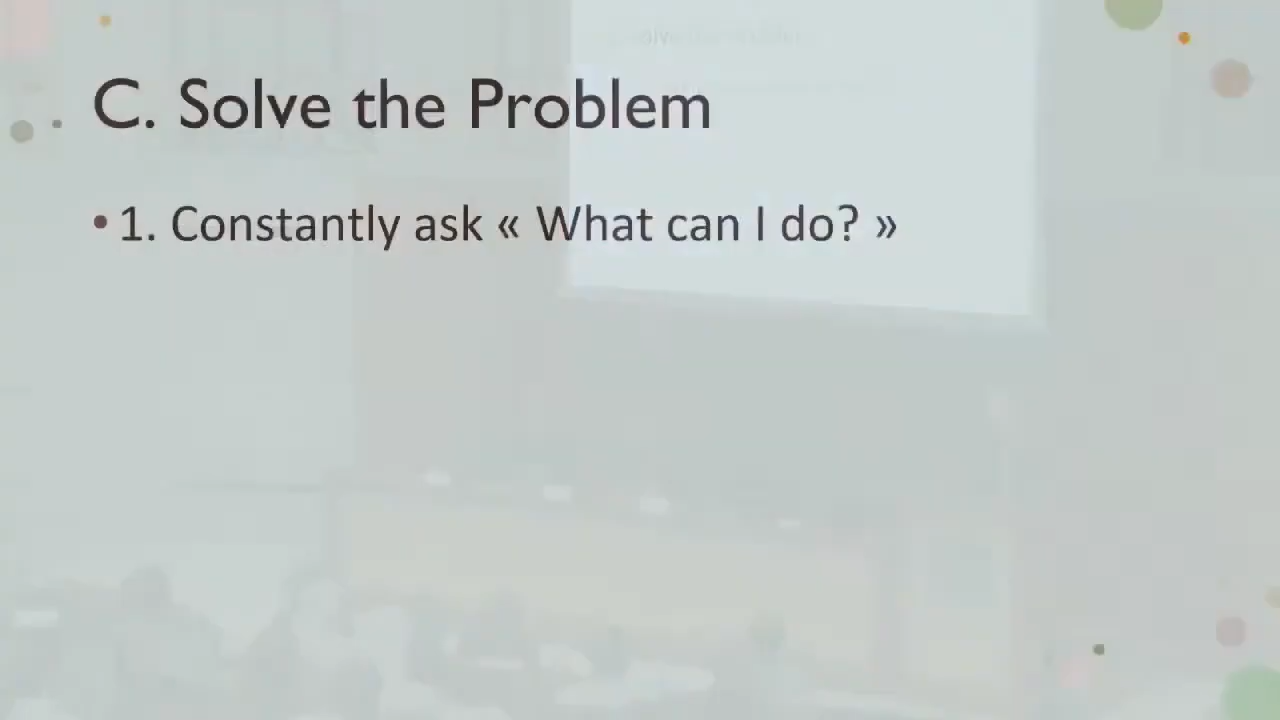 C. Solve the Problem
• 1. Constantly ask « What can I do? »